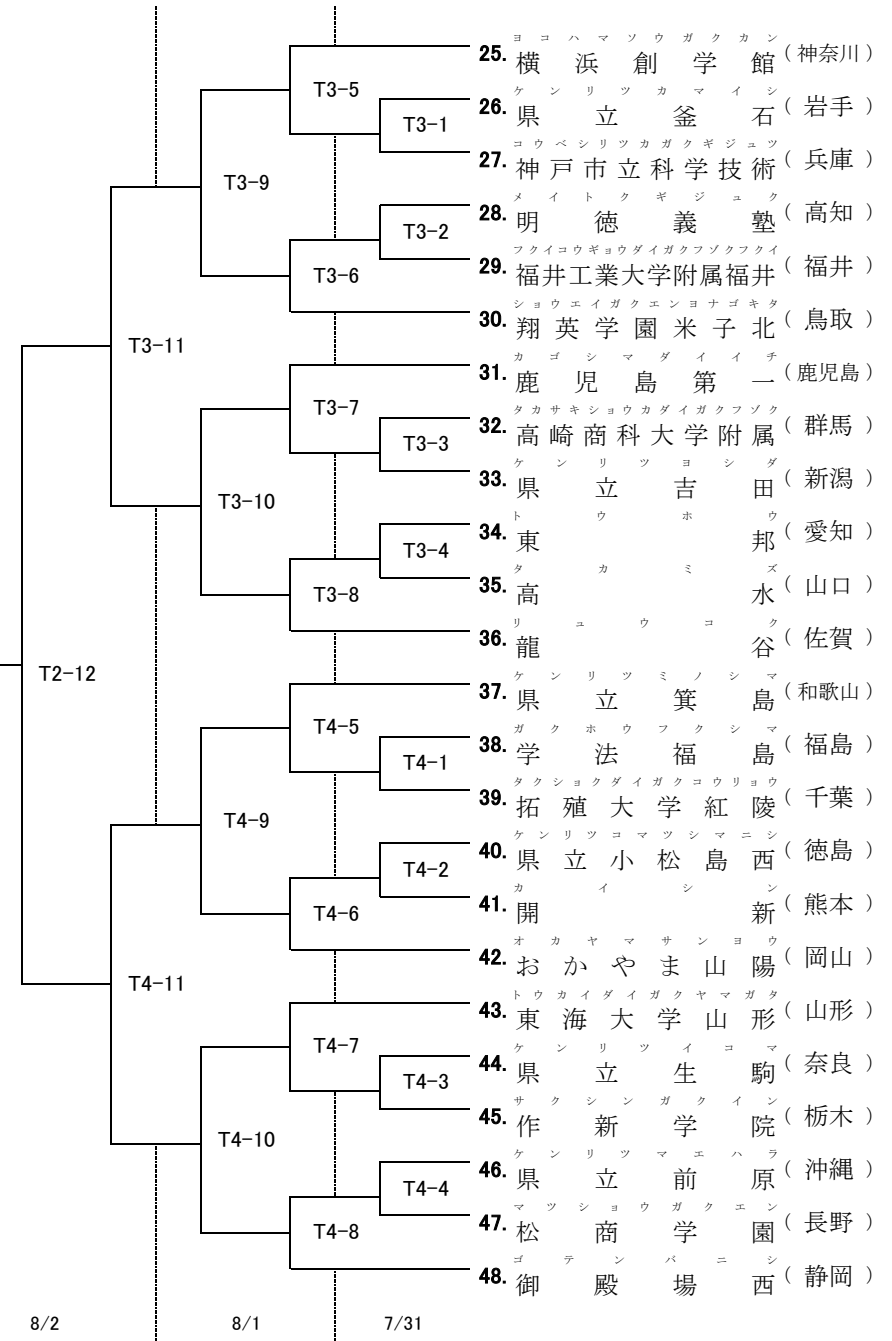 ヨコハマソウガクカン
25. 横浜創学館 ( 神奈川 )
T3-5
ケンリツカマイシ
26. 県立釜石 ( 岩手 )
T3-1
コウベシリツカガクギジュツ
27. 神戸市立科学技術 ( 兵庫 )
T3-9
メイトクギジュク
28. 明徳義塾 ( 高知 )
T3-2
フクイコウギョウダイガクフゾクフクイ
29. 福井工業大学附属福井 ( 福井 )
T3-6
ショウエイガクエンヨナゴキタ
30. 翔英学園米子北 ( 鳥取 )
T3-11
カゴシマダイイチ
31. 鹿児島第一 ( 鹿児島 )
T3-7
タカサキショウカダイガクフゾク
32. 高崎商科大学附属 ( 群馬 )
T3-3
ケンリツヨシダ
33. 県立吉田 ( 新潟 )
T3-10
トウホウ
34. 東邦 ( 愛知 )
T3-4
タカミズ
35. 高水 ( 山口 )
T3-8
リュウコク
36. 龍谷 ( 佐賀 )
T2-12
ケンリツミノシマ
37. 県立箕島 ( 和歌山 )
T4-5
ガクホウフクシマ
38. 学法福島 ( 福島 )
T4-1
タクショクダイガクコウリョウ
39. 拓殖大学紅陵 ( 千葉 )
T4-9
ケンリツコマツシマニシ
40. 県立小松島西 ( 徳島 )
T4-2
カイシン
41. 開新 ( 熊本 )
T4-6
オカヤマサンヨウ
42. おかやま山陽 ( 岡山 )
T4-11
トウカイダイガクヤマガタ
43. 東海大学山形 ( 山形 )
T4-7
ケンリツイコマ
44. 県立生駒 ( 奈良 )
T4-3
サクシンガクイン
45. 作新学院 ( 栃木 )
T4-10
ケンリツマエハラ
46. 県立前原 ( 沖縄 )
T4-4
マツショウガクエン
47. 松商学園 ( 長野 )
T4-8
ゴテンバニシ
48. 御殿場西 ( 静岡 )
8/2 8/1 7/31